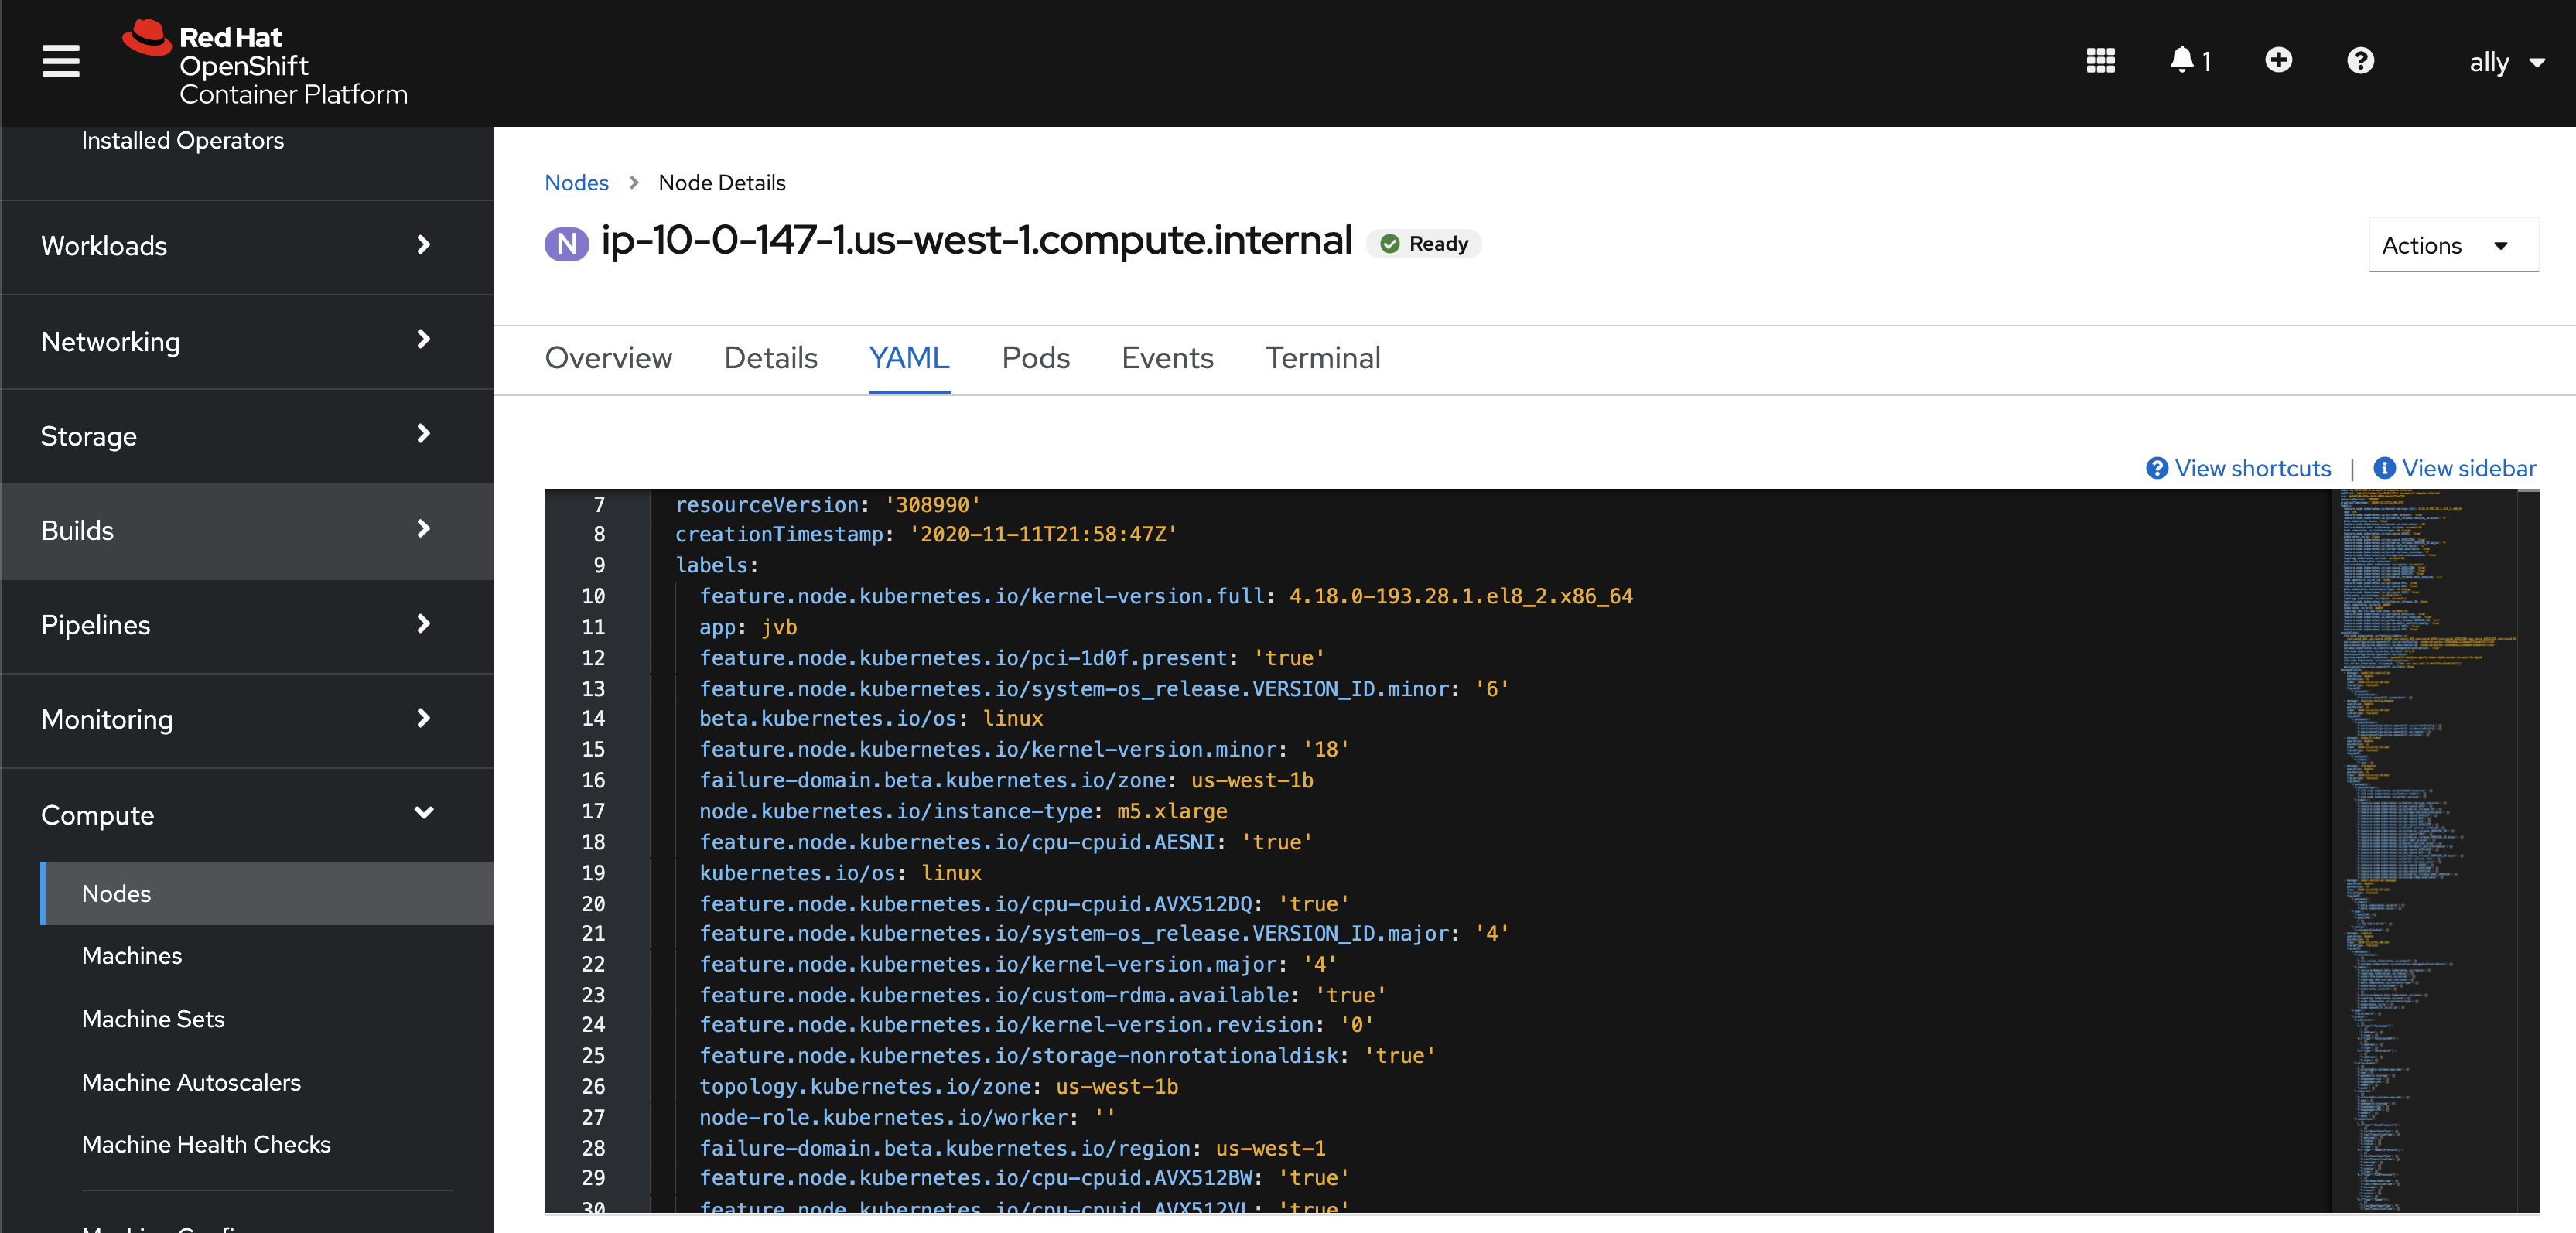 Red Hat
OpenShift
Container Platform
1
ally
Installed Operators
Workloads
Networking
Storage
Builds
Pipelines
Monitoring
Compute
Nodes
Machines
Machine Sets
Machine Autoscalers
Machine Health Checks
Nodes > Node Details
N ip-10-0-147-1.us-west-1.compute.internal Ready
Actions
Overview Details YAML Pods Events Terminal
View shortcuts | View sidebar
7 resourceVersion: '308990'
8 creationTimestamp: '2020-11-11T21:58:47Z'
9 labels:
10 feature.node.kubernetes.io/kernel-version.full: 4.18.0-193.28.1.el8_2.x86_64
11 app: jvb
12 feature.node.kubernetes.io/pci-1d0f.present: 'true'
13 feature.node.kubernetes.io/system-os_release.VERSION_ID.minor: '6'
14 beta.kubernetes.io/os: linux
15 feature.node.kubernetes.io/kernel-version.minor: '18'
16 failure-domain.beta.kubernetes.io/zone: us-west-1b
17 node.kubernetes.io/instance-type: m5.xlarge
18 feature.node.kubernetes.io/cpu-cpuid.AESNI: 'true'
19 kubernetes.io/os: linux
20 feature.node.kubernetes.io/cpu-cpuid.AVX512DQ: 'true'
21 feature.node.kubernetes.io/system-os_release.VERSION_ID.major: '4'
22 feature.node.kubernetes.io/kernel-version.major: '4'
23 feature.node.kubernetes.io/custom-rdma.available: 'true'
24 feature.node.kubernetes.io/kernel-version.revision: '0'
25 feature.node.kubernetes.io/storage-nonrotationaldisk: 'true'
26 topology.kubernetes.io/zone: us-west-1b
27 node-role.kubernetes.io/worker: ''
28 failure-domain.beta.kubernetes.io/region: us-west-1
29 feature.node.kubernetes.io/cpu-cpuid.AVX512BW: 'true'
30 feature.node.kubernetes.io/cpu-cpuid.AVX512VL: 'true'